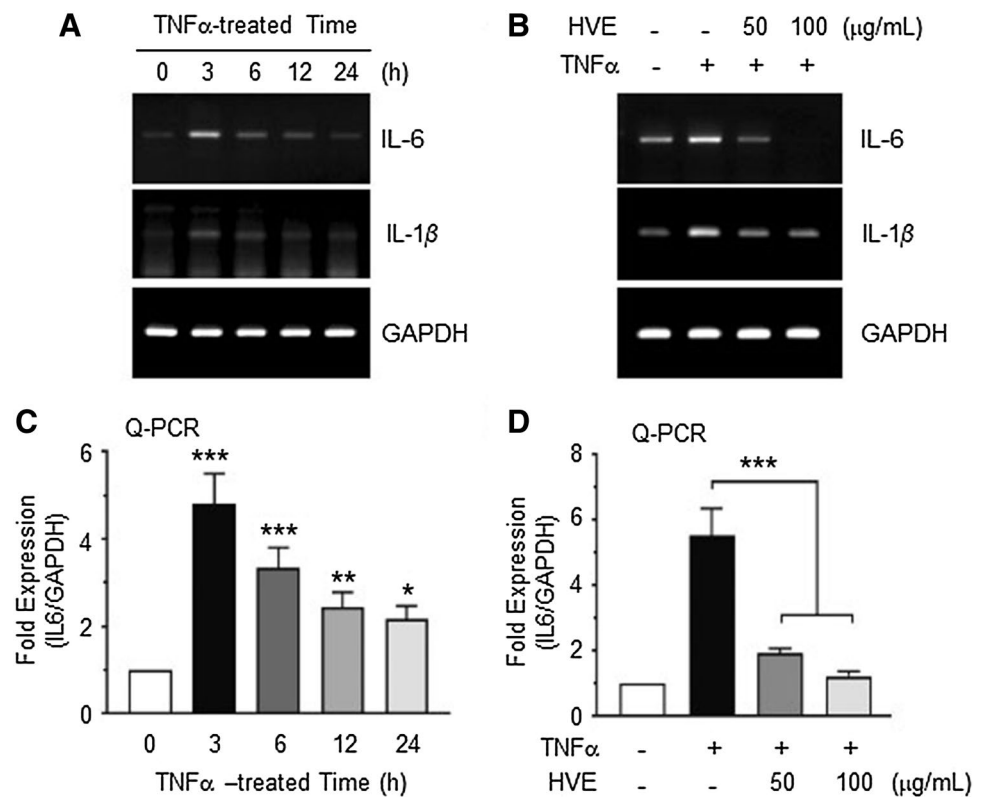 A
TNFα-treated Time
0 3 6 12 24 (h)
IL-6
IL-1β
GAPDH
B
HVE - - 50 100 (μg/mL)
TNFα - + + +
IL-6
IL-1β
GAPDH
C
Q-PCR
Fold Expression
(IL6/GAPDH)
6
4
2
0
***
***
**
*
0 3 6 12 24
TNFα –treated Time (h)
D
Q-PCR
Fold Expression
(IL6/GAPDH)
8
6
4
2
0
***
TNFα - + + +
HVE - - 50 100 (μg/mL)